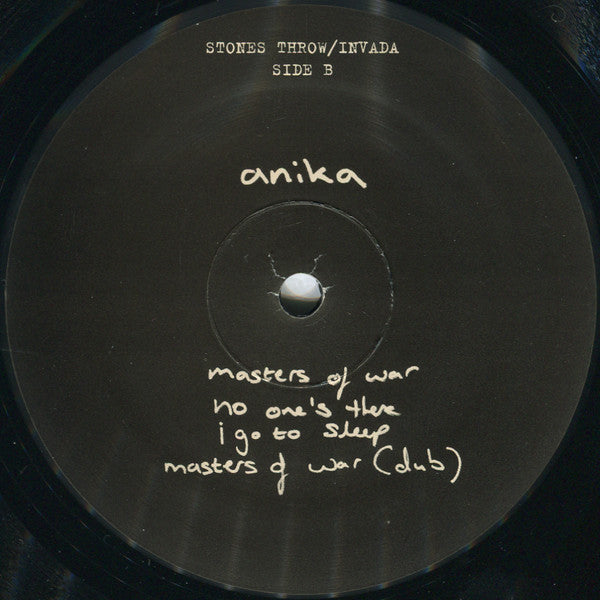 STONES THROW/INVADA
SIDE B
anika
masters of war
no one's there
i go to sleep
masters of war (dub)